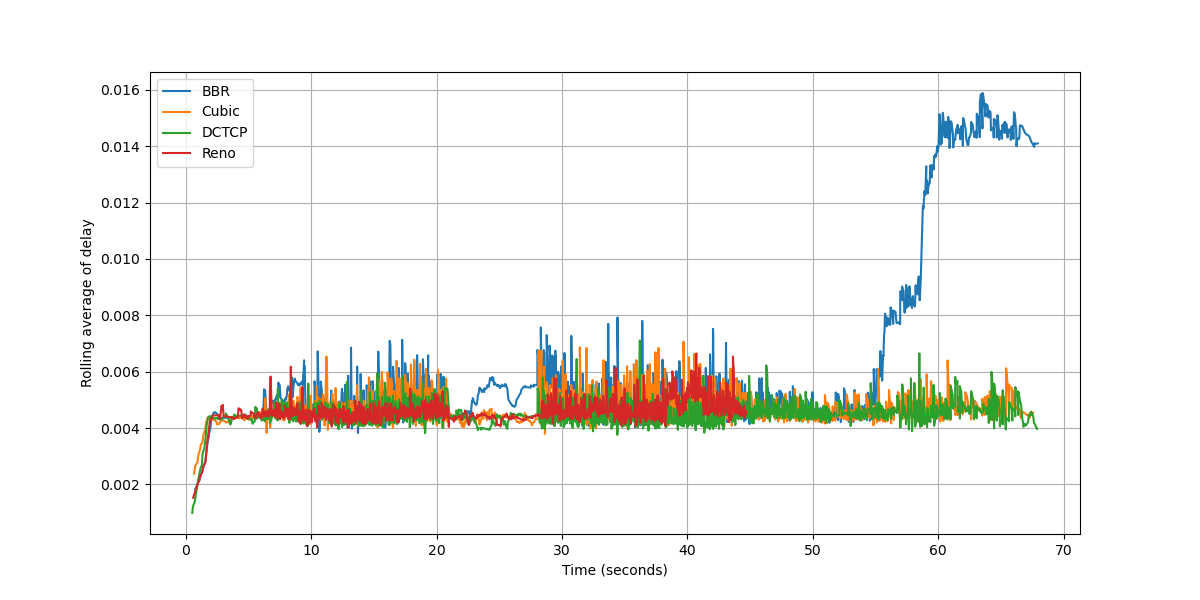 BBR
Cubic
DCTCP
Reno
0.016
0.014
0.012
0.010
0.008
0.006
0.004
0.002
Rolling average of delay
0 10 20 30 40 50 60 70
Time (seconds)